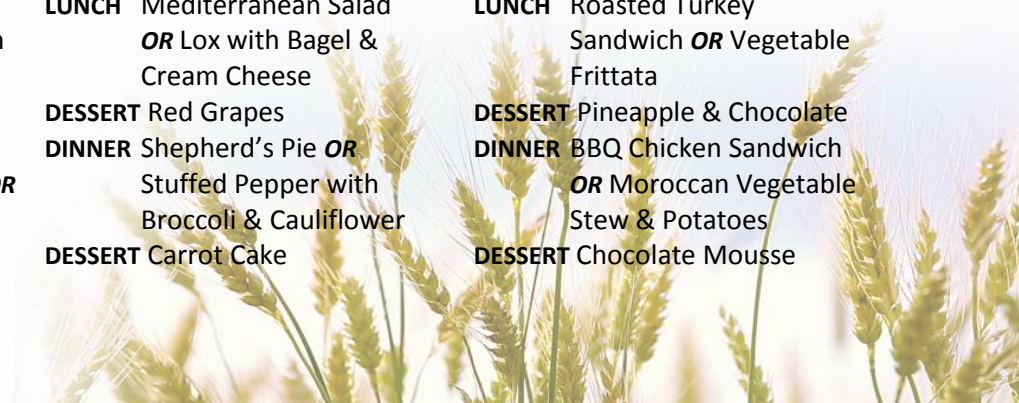 LUNCH Mediterranean Salad
OR Lox with Bagel &
Cream Cheese
DESSERT Red Grapes
DINNER Shepherd’s Pie OR
Stuffed Pepper with
Broccoli & Cauliflower
DESSERT Carrot Cake
LUNCH Roasted Turkey
Sandwich OR Vegetable
Frittata
DESSERT Pineapple & Chocolate
DINNER BBQ Chicken Sandwich
OR Moroccan Vegetable
Stew & Potatoes
DESSERT Chocolate Mousse